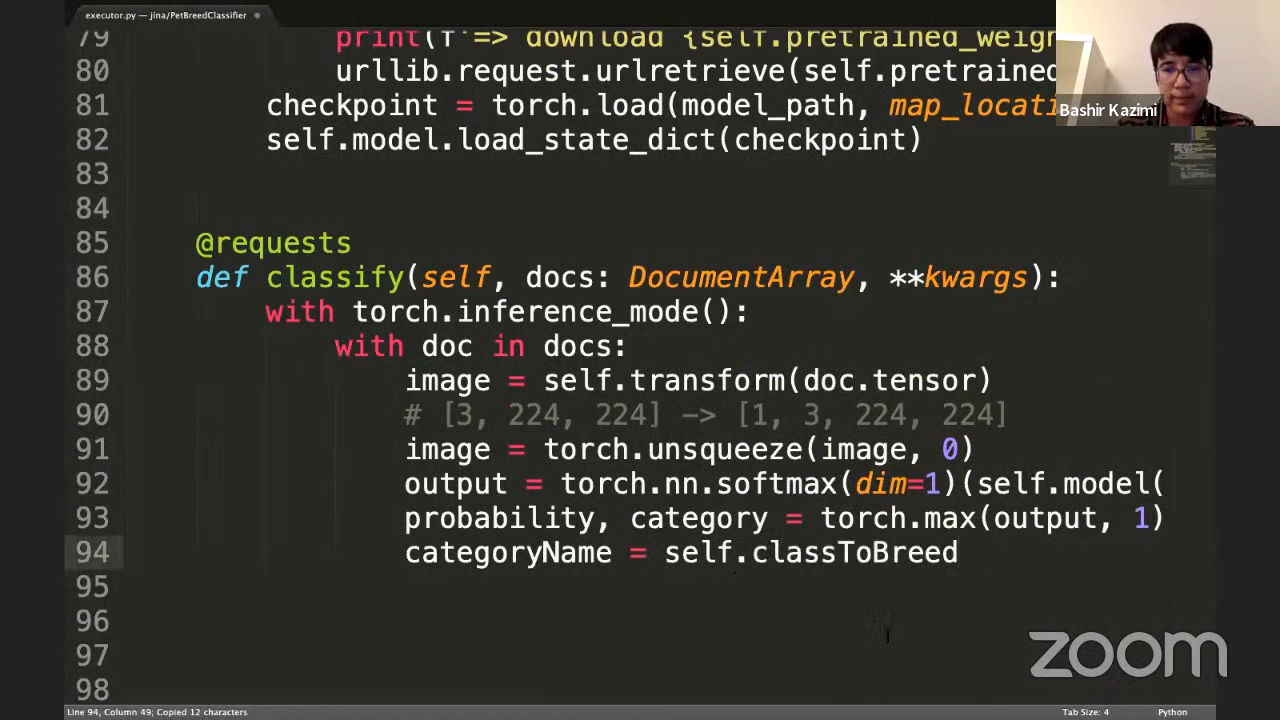 executor.py — jina/PetBreedClassifier
79 print(f'=> download {self.pretrained_weigh
80 urllib.request.urlretrieve(self.pretrained
81 checkpoint = torch.load(model_path, map_locati
Bashir Kazimi
82 self.model.load_state_dict(checkpoint)
83
84
85 @requests
86 def classify(self, docs: DocumentArray, **kwargs):
87 with torch.inference_mode():
88 with doc in docs:
89 image = self.transform(doc.tensor)
90 # [3, 224, 224] -> [1, 3, 224, 224]
91 image = torch.unsqueeze(image, 0)
92 output = torch.nn.softmax(dim=1)(self.model(
93 probability, category = torch.max(output, 1)
94 categoryName = self.classToBreed
95
96
97
98
zoom
Line 94, Column 49; Copied 12 characters
Tab Size: 4
Python